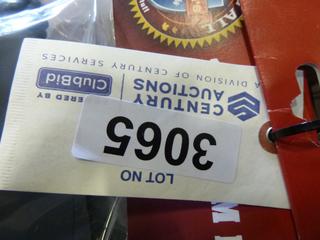 LOT NO
3065
CENTURY
AUCTIONS
A DIVISION OF CENTURY SERVICES
ClubBid